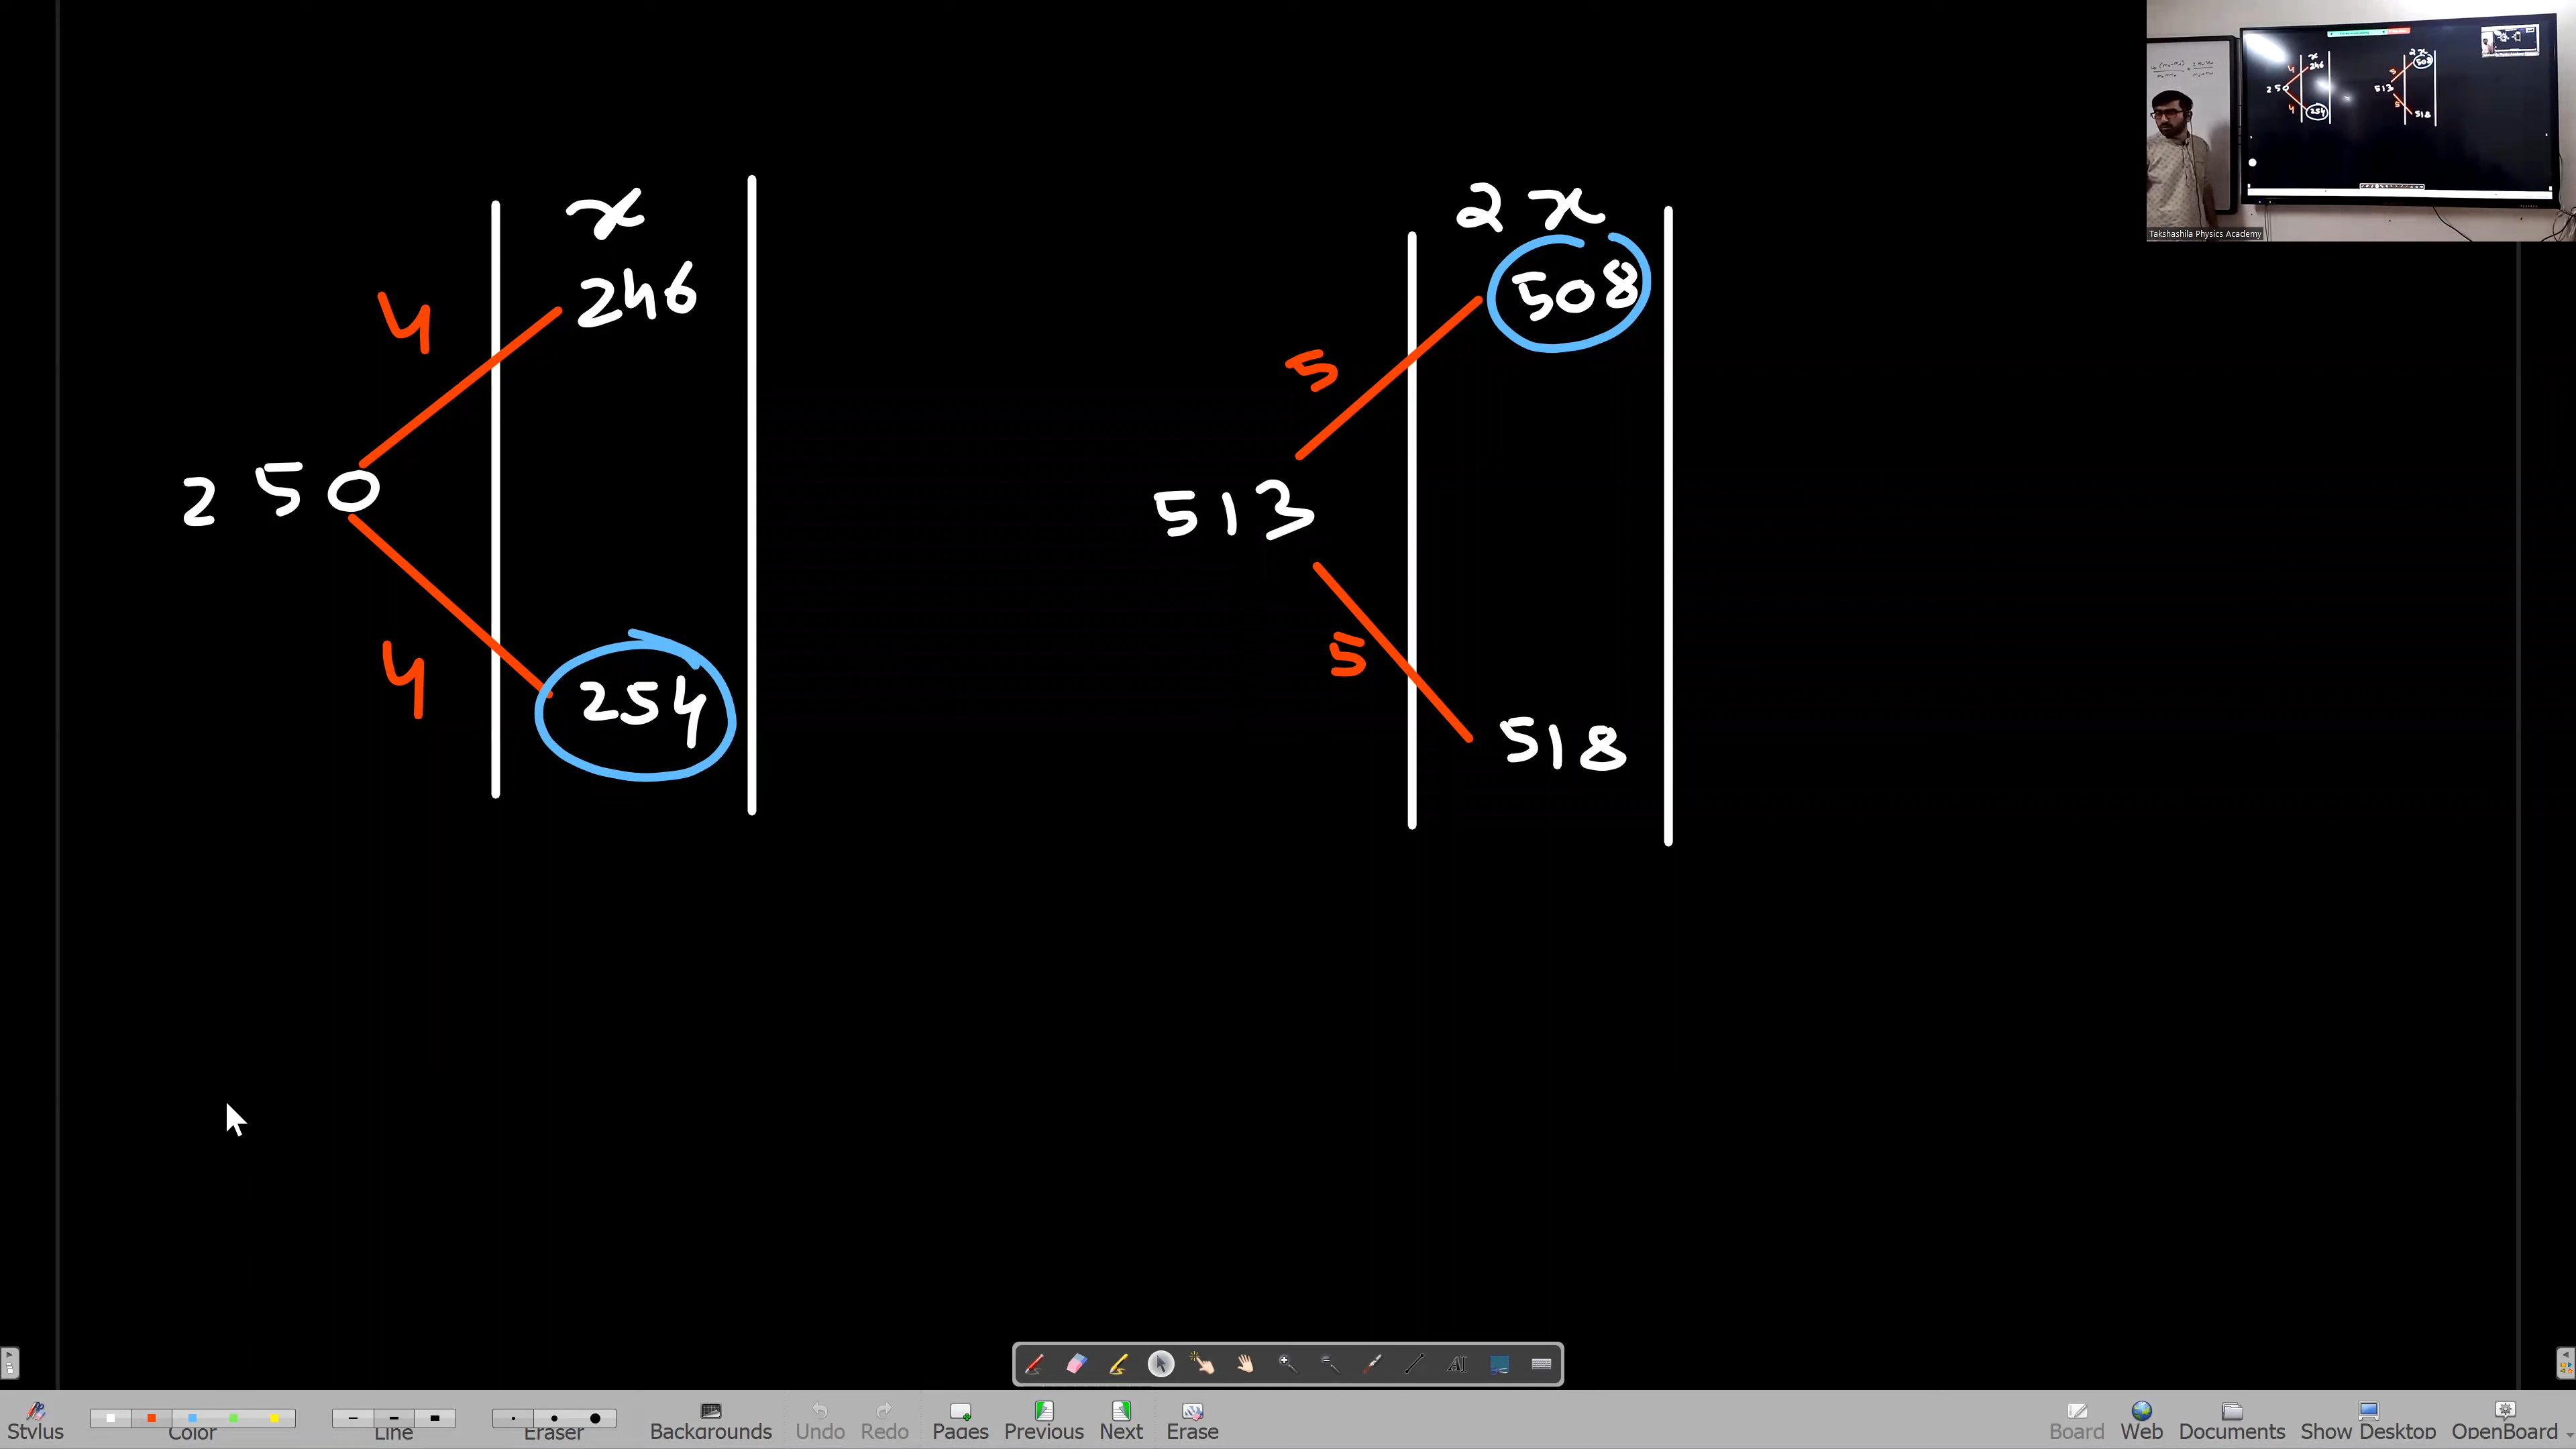 x
2x
246
508
4
5
250
513
4
5
254
518
Takshashila Physics Academy
Stylus
Color
Line
Eraser
Backgrounds
Undo
Redo
Pages
Previous
Next
Erase
Board
Web
Documents
Show Desktop
OpenBoard